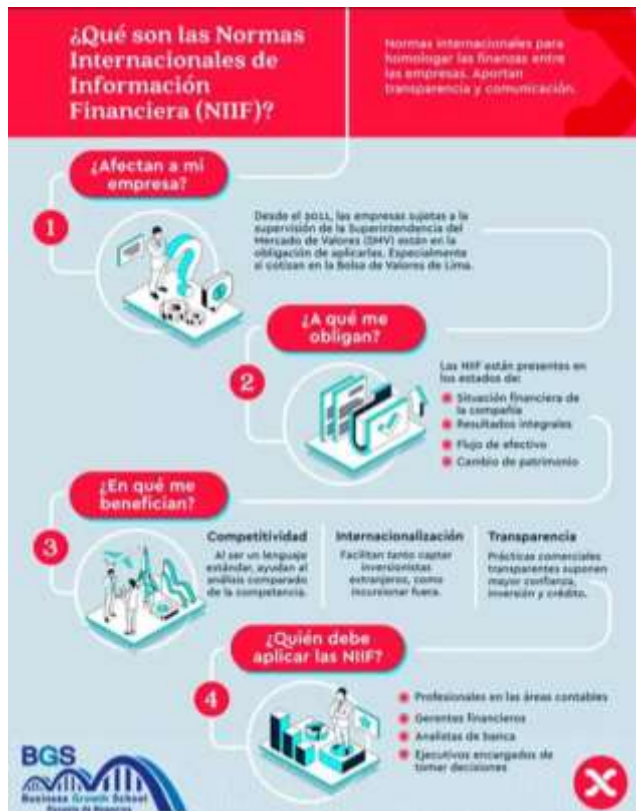 ¿Qué son las Normas
Internacionales de
Información
Financiera (NIIF)?
Normas internacionales para
homologar las finanzas entre
las empresas. Aportan
transparencia y comunicación.
¿Afectan a mi
empresa?
1
Desde el 2011, las empresas sujetas a la
supervisión de la Superintendencia del
Mercado de Valores (SMV) están en la
obligación de aplicarlas. Especialmente
si cotizan en la Bolsa de Valores de Lima.
¿A qué me
obligan?
2
Las NIIF están presentes en
los estados de:
Situación financiera de
la compañía
Resultados integrales
Flujo de efectivo
Cambio de patrimonio
¿En qué me
benefician?
3
Competitividad
Al ser un lenguaje
estándar, ayudan al
análisis comparado
de la competencia.
Internacionalización
Facilitan tanto captar
inversionistas
extranjeros, como
incursionar fuera.
Transparencia
Prácticas comerciales
transparentes suponen
mayor confianza,
inversión y crédito.
¿Quién debe
aplicar las NIIF?
4
Profesionales en las áreas contables
Gerentes financieros
Analistas de banca
Ejecutivos encargados de
tomar decisiones
BGS
Business Growth School
Escuela de Negocios